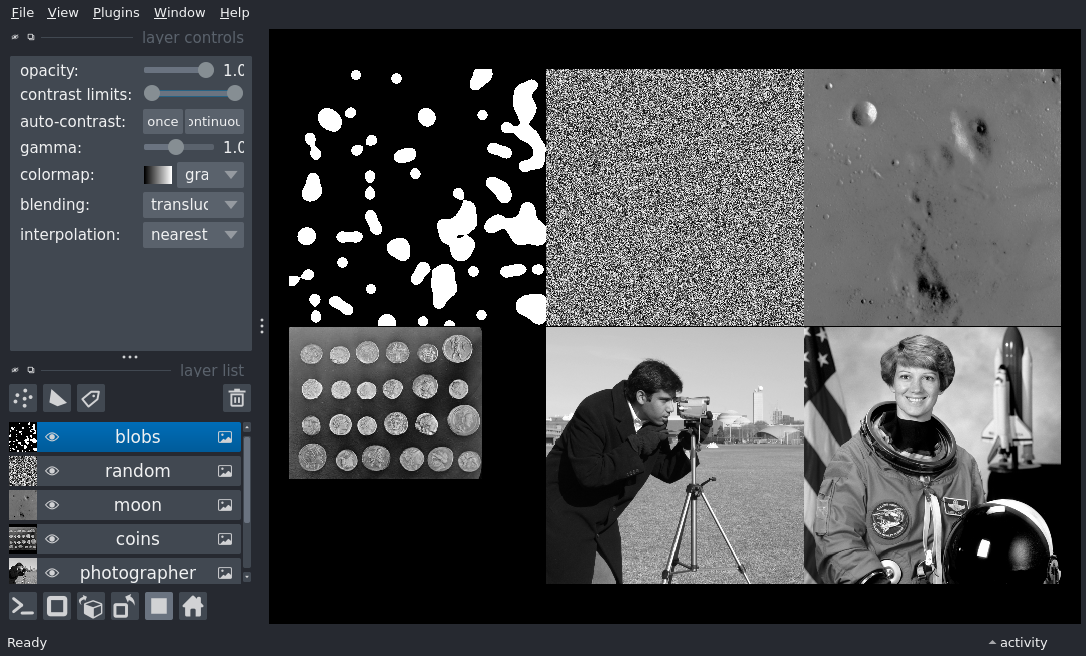 File View Plugins Window Help
layer controls
opacity: 1.0
contrast limits:
auto-contrast: once ontinuou
gamma: 1.0
colormap: gra
blending: transluc
interpolation: nearest
layer list
blobs
random
moon
coins
photographer
Ready
activity